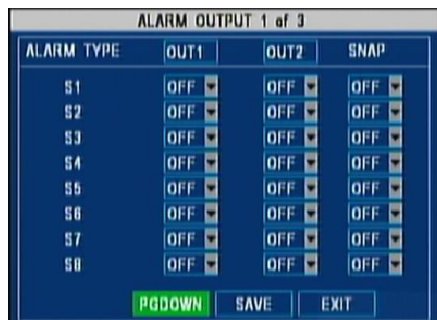 ALARM OUTPUT 1 of 3
ALARM TYPE OUT1 OUT2 SNAP
S1 OFF OFF OFF
S2 OFF OFF OFF
S3 OFF OFF OFF
S4 OFF OFF OFF
S5 OFF OFF OFF
S6 OFF OFF OFF
S7 OFF OFF OFF
S8 OFF OFF OFF
PGDOWN SAVE EXIT